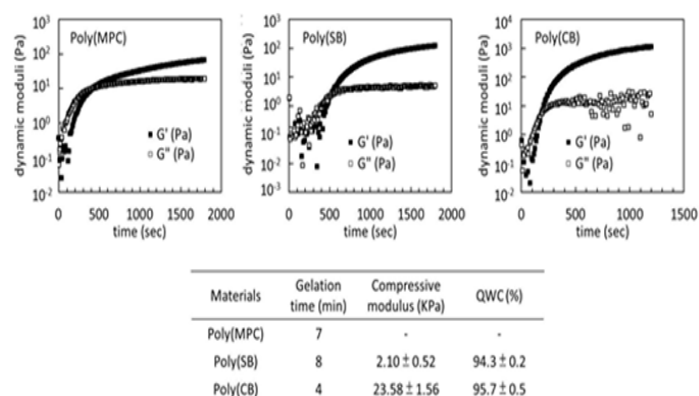 Poly(MPC)
dynamic moduli (Pa)
10³
10²
10¹
10⁰
10⁻¹
10⁻²
■ G' (Pa)
□ G" (Pa)
0 500 1000 1500 2000
time (sec)
Poly(SB)
dynamic moduli (Pa)
10³
10²
10¹
10⁰
10⁻¹
10⁻²
10⁻³
■ G' (Pa)
□ G" (Pa)
0 500 1000 1500 2000
time (sec)
Poly(CB)
dynamic moduli (Pa)
10⁴
10³
10²
10¹
10⁰
10⁻¹
10⁻²
■ G' (Pa)
□ G" (Pa)
0 500 1000 1500
time (sec)
Materials Gelation time (min) Compressive modulus (KPa) QWC (%)
Poly(MPC) 7 - -
Poly(SB) 8 2.10 ± 0.52 94.3 ± 0.2
Poly(CB) 4 23.58 ± 1.56 95.7 ± 0.5